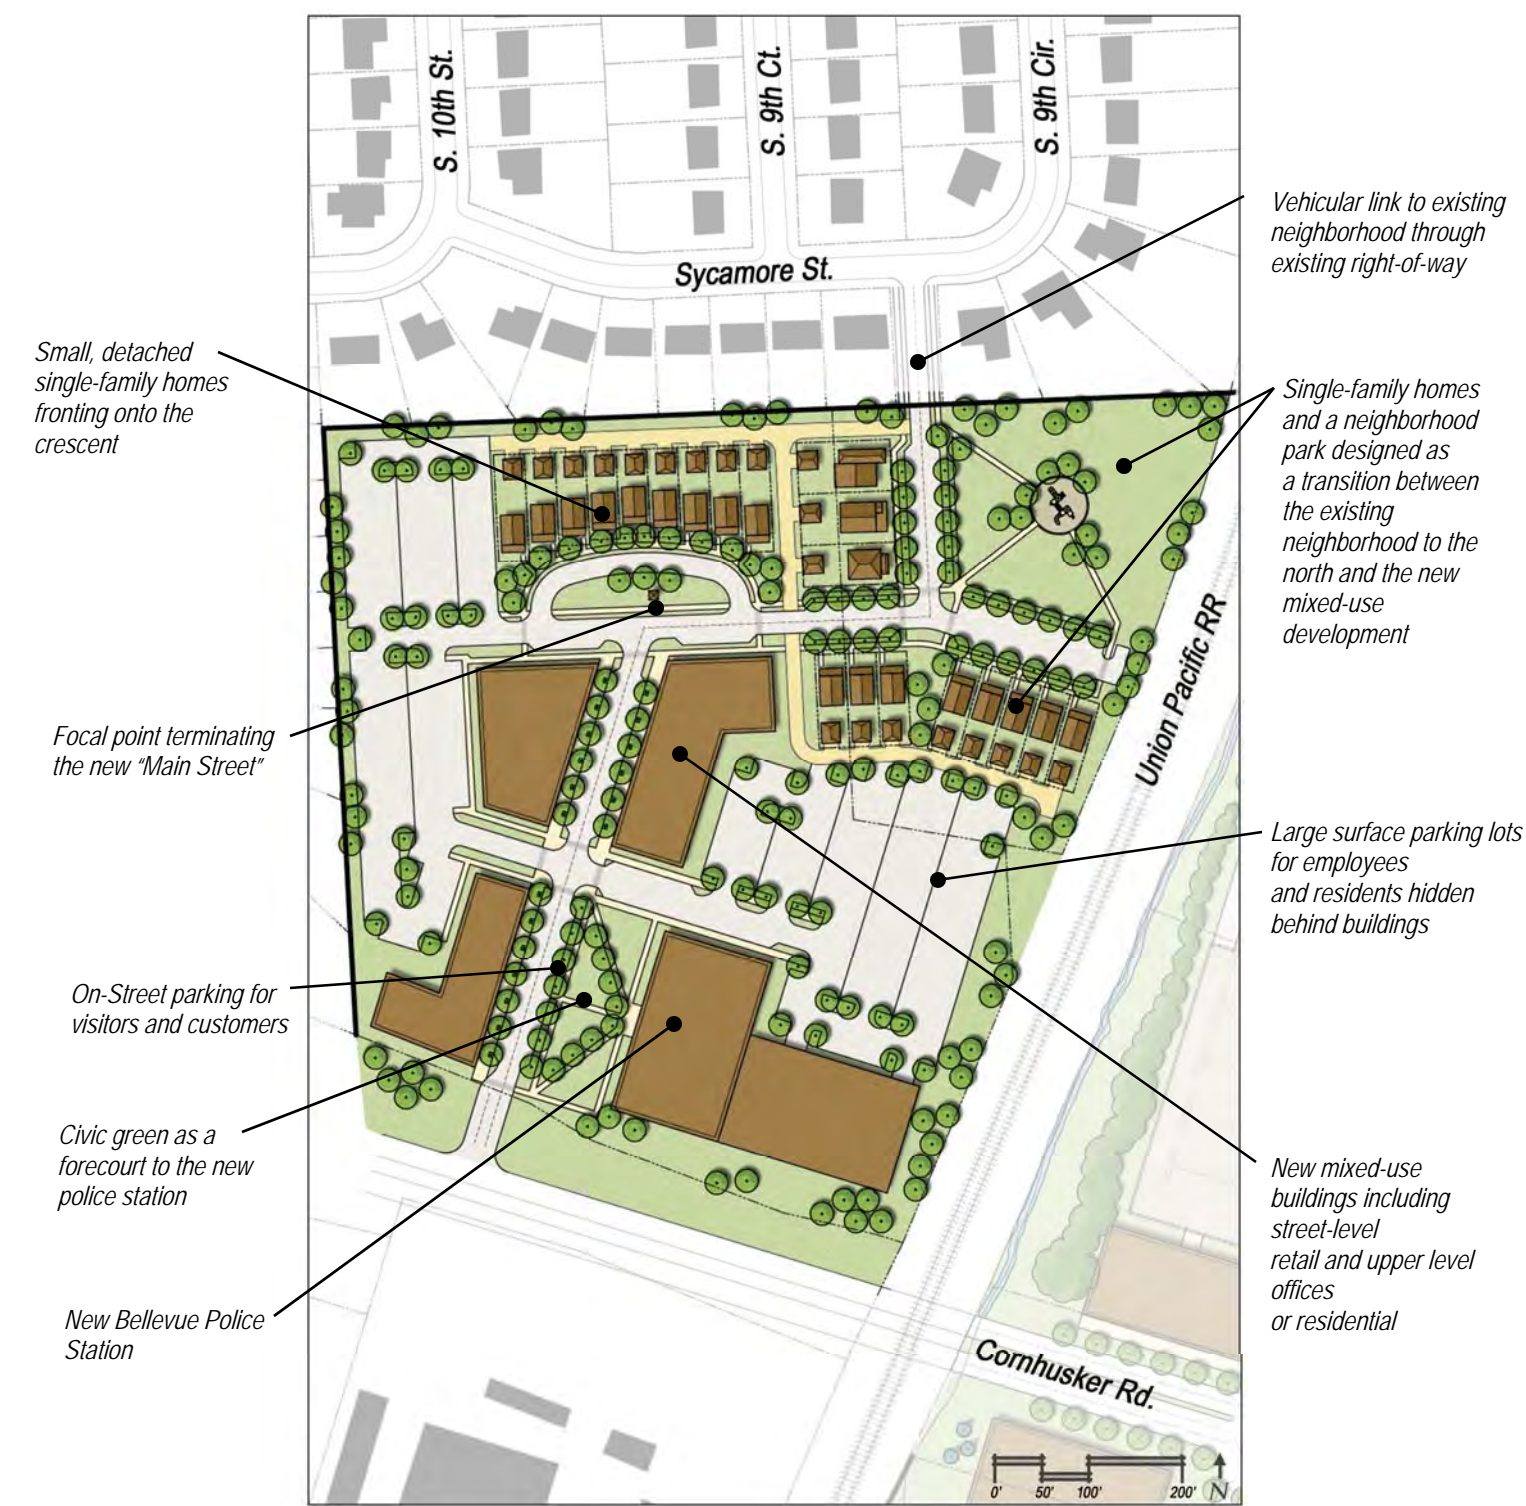 S. 10th St.
S. 9th Ct.
S. 9th Cir.
Sycamore St.
Vehicular link to existing
neighborhood through
existing right-of-way
Small, detached
single-family homes
fronting onto the
crescent
Single-family homes
and a neighborhood
park designed as
a transition between
the existing
neighborhood to the
north and the new
mixed-use
development
Union Pacific RR
Focal point terminating
the new “Main Street”
Large surface parking lots
for employees
and residents hidden
behind buildings
On-Street parking for
visitors and customers
Civic green as a
forecourt to the new
police station
New mixed-use
buildings including
street-level
retail and upper level
offices
or residential
New Bellevue Police
Station
Cornhusker Rd.
0' 50' 100' 200' N